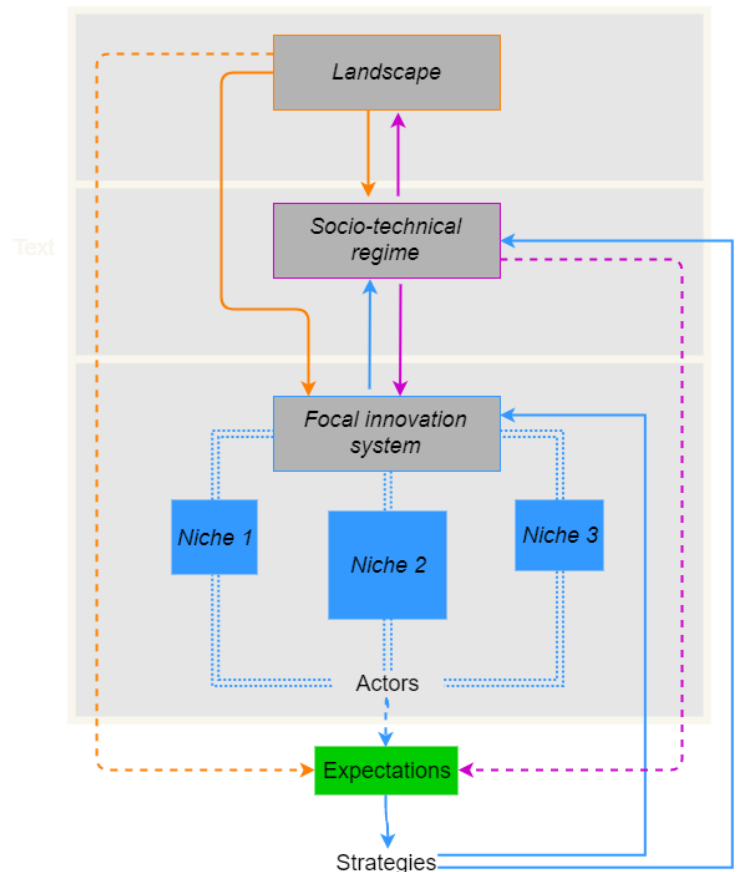 Landscape
Socio-technical
regime
Text
Focal innovation
system
Niche 1
Niche 2
Niche 3
Actors
Expectations
Strategies